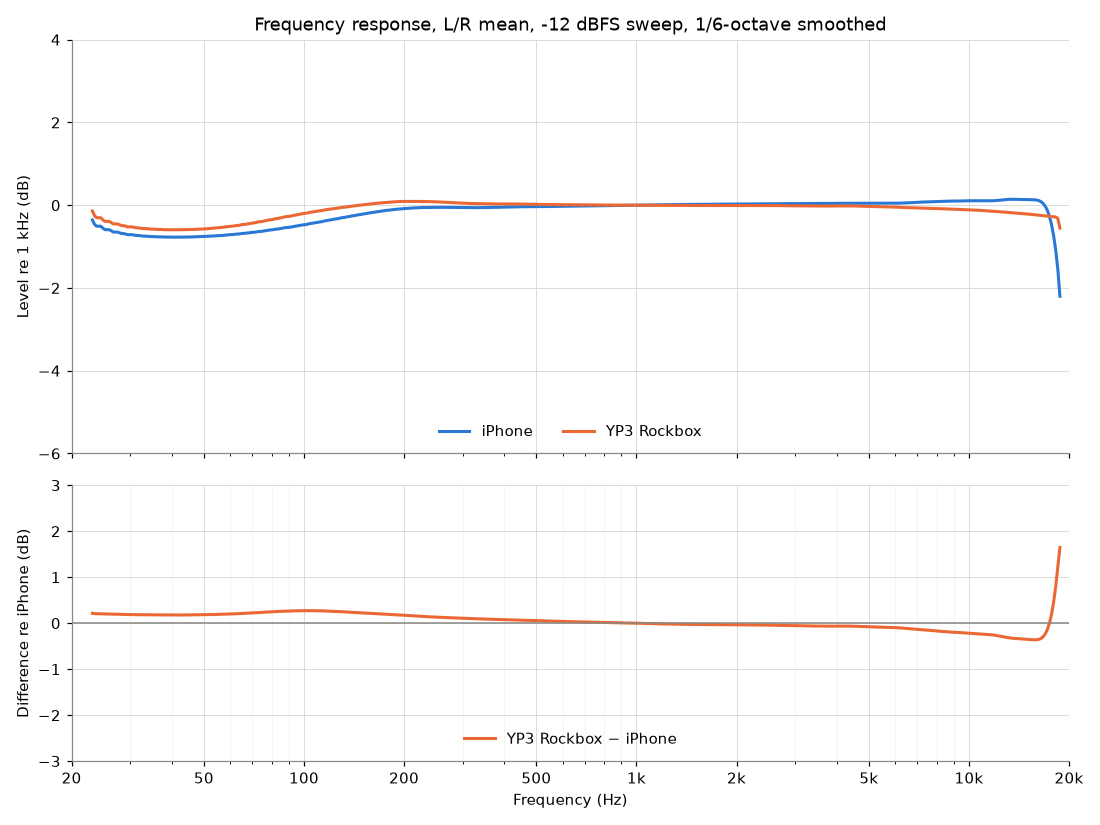 Frequency response, L/R mean, -12 dBFS sweep, 1/6-octave smoothed
Level re 1 kHz (dB)
4
2
0
−2
−4
−6
iPhone
YP3 Rockbox
Difference re iPhone (dB)
3
2
1
0
−1
−2
−3
YP3 Rockbox − iPhone
20
50
100
200
500
1k
2k
5k
10k
20k
Frequency (Hz)